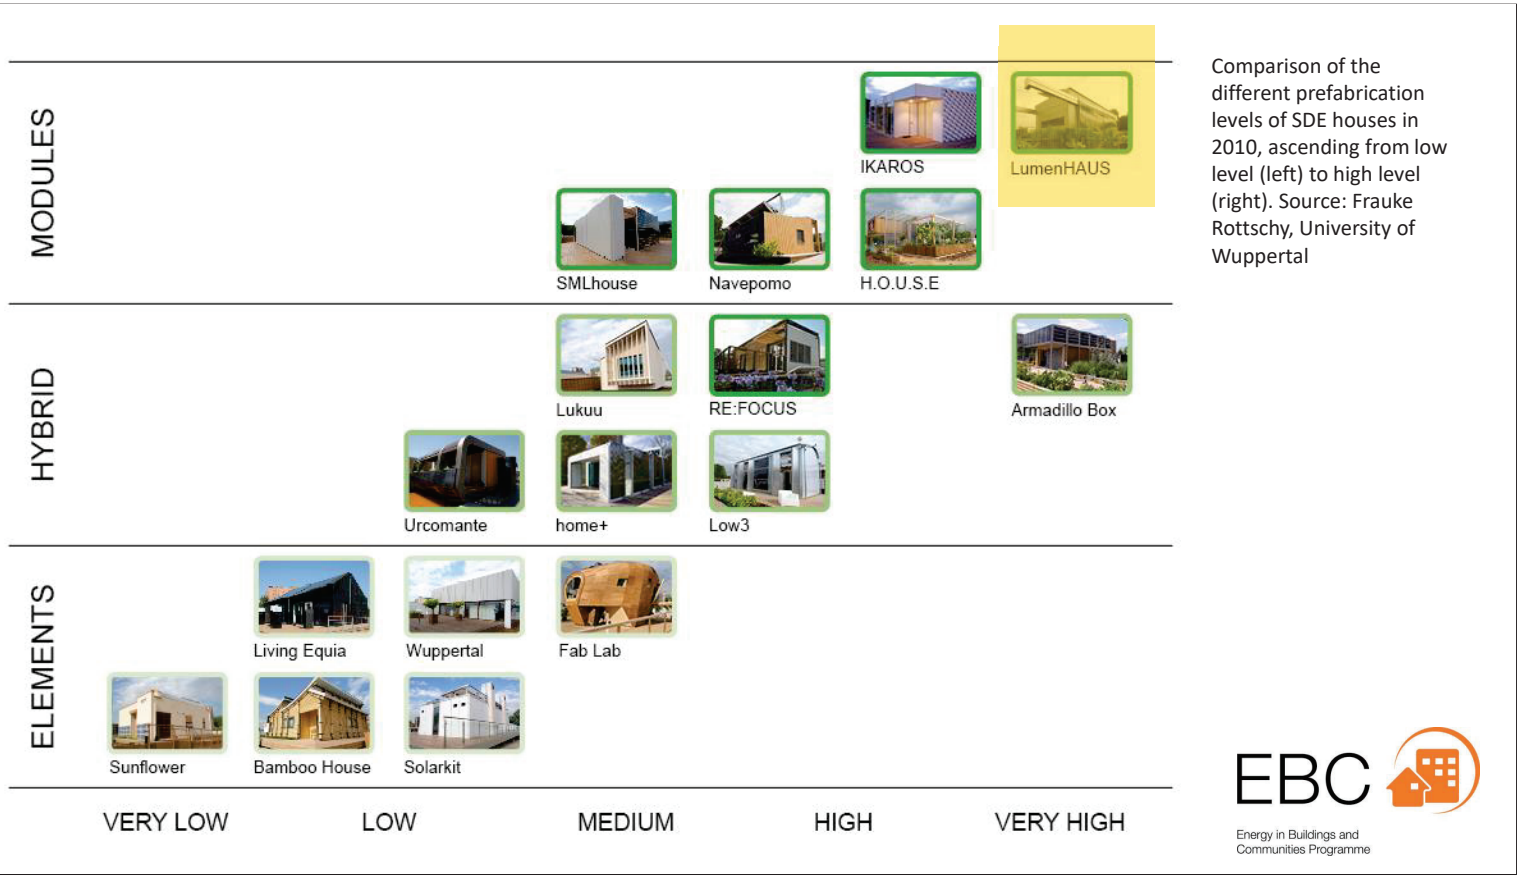 Comparison of the
different prefabrication
levels of SDE houses in
2010, ascending from low
level (left) to high level
(right). Source: Frauke
Rottschy, University of
Wuppertal
MODULES
IKAROS
LumenHAUS
SMLhouse
Navepomo
H.O.U.S.E
HYBRID
Lukuu
RE:FOCUS
Armadillo Box
Urcomante
home+
Low3
ELEMENTS
Living Equia
Wuppertal
Fab Lab
Sunflower
Bamboo House
Solarkit
VERY LOW
LOW
MEDIUM
HIGH
VERY HIGH
EBC
Energy in Buildings and
Communities Programme